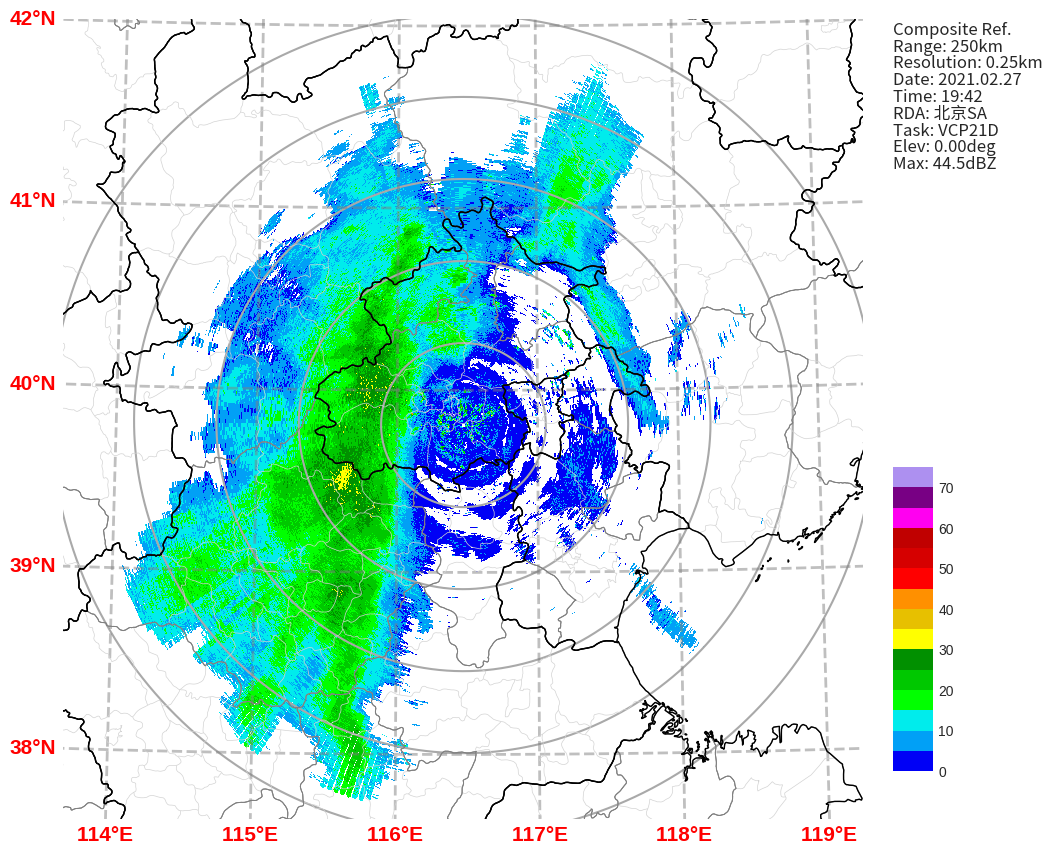 42°N
41°N
40°N
39°N
38°N
114°E
115°E
116°E
117°E
118°E
119°E
Composite Ref.
Range: 250km
Resolution: 0.25km
Date: 2021.02.27
Time: 19:42
RDA: 北京SA
Task: VCP21D
Elev: 0.00deg
Max: 44.5dBZ
70
60
50
40
30
20
10
0